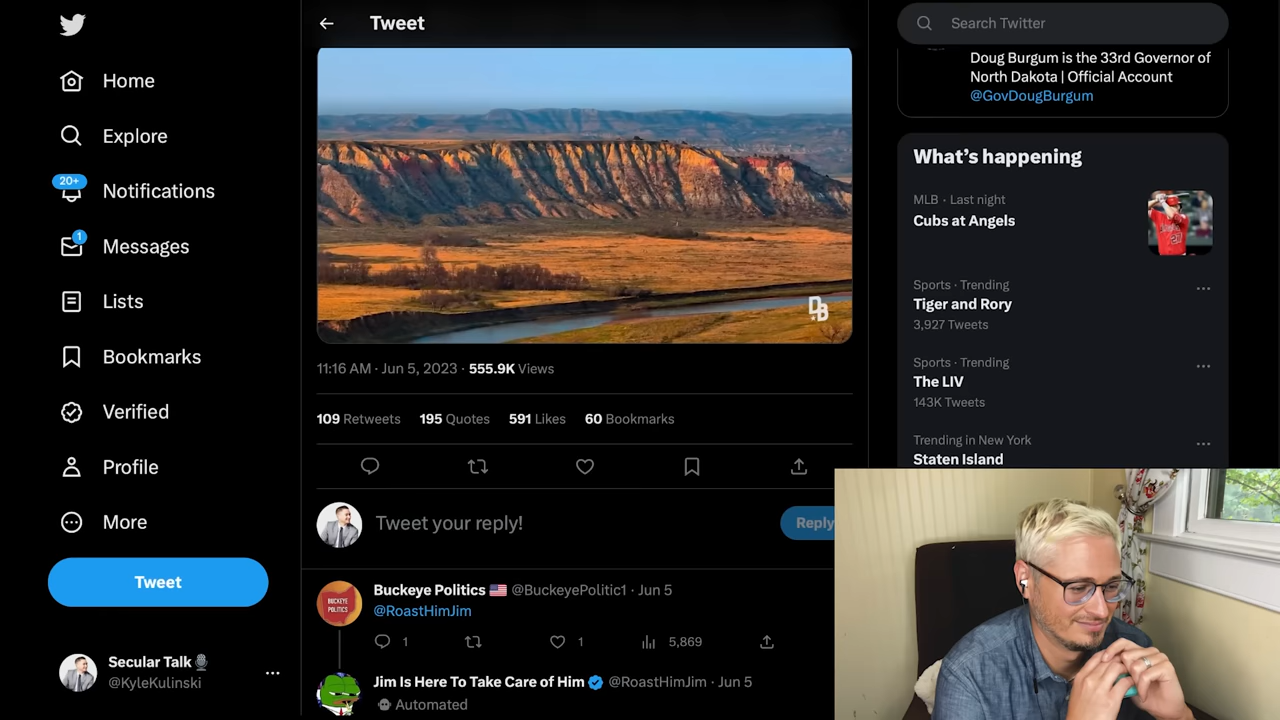 Home
Explore
20+
Notifications
1
Messages
Lists
Bookmarks
Verified
Profile
More
Tweet
Secular Talk🎙️
@KyleKulinski
Tweet
DB
11:16 AM · Jun 5, 2023 · 555.9K Views
109 Retweets 195 Quotes 591 Likes 60 Bookmarks
Tweet your reply!
Reply
BUCKEYE
POLITICS
Buckeye Politics 🇺🇸 @BuckeyePolitic1 · Jun 5
@RoastHimJim
1 1 5,869
Jim Is Here To Take Care of Him @RoastHimJim · Jun 5
Automated
Search Twitter
Doug Burgum is the 33rd Governor of
North Dakota | Official Account
@GovDougBurgum
What's happening
MLB · Last night
Cubs at Angels
Sports · Trending
Tiger and Rory
3,927 Tweets
Sports · Trending
The LIV
143K Tweets
Trending in New York
Staten Island